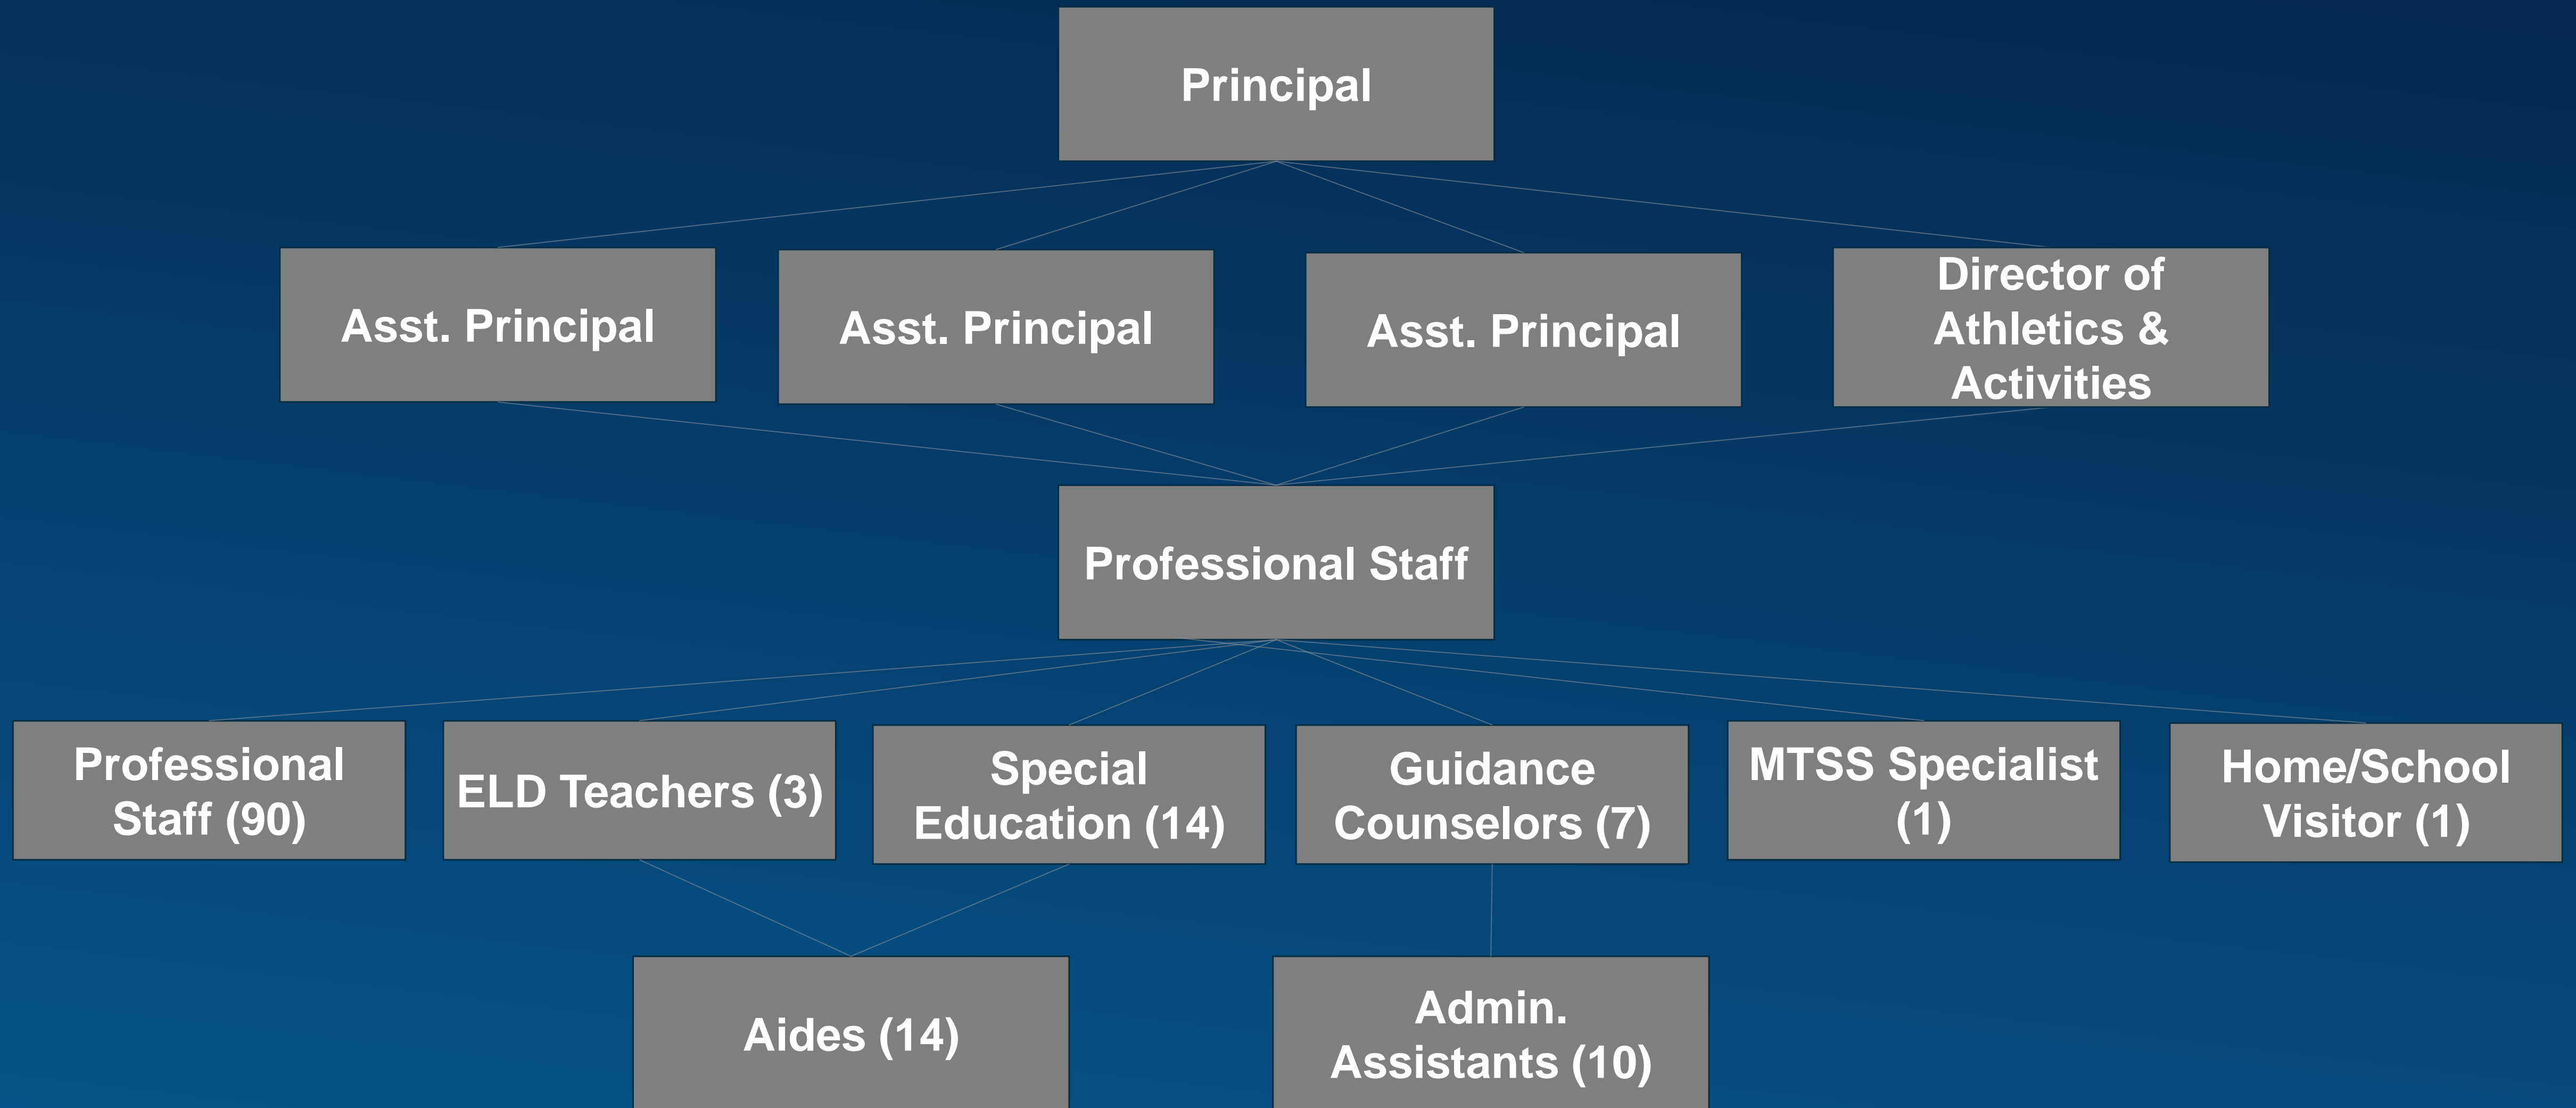 Principal
Asst. Principal
Asst. Principal
Asst. Principal
Director of
Athletics &
Activities
Professional Staff
Professional
Staff (90)
ELD Teachers (3)
Special
Education (14)
Guidance
Counselors (7)
MTSS Specialist
(1)
Home/School
Visitor (1)
Aides (14)
Admin.
Assistants (10)